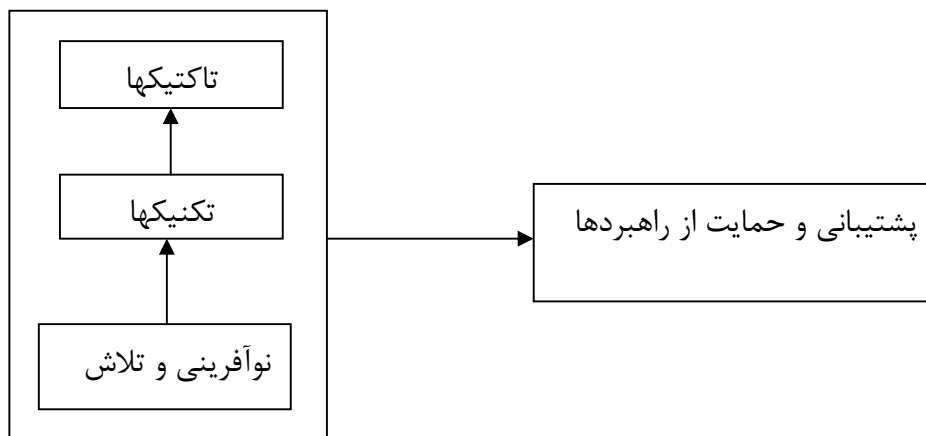 تاکتیکها
تکنیکها
پشتیبانی و حمایت از راهبردها
نوآفرینی و تلاش